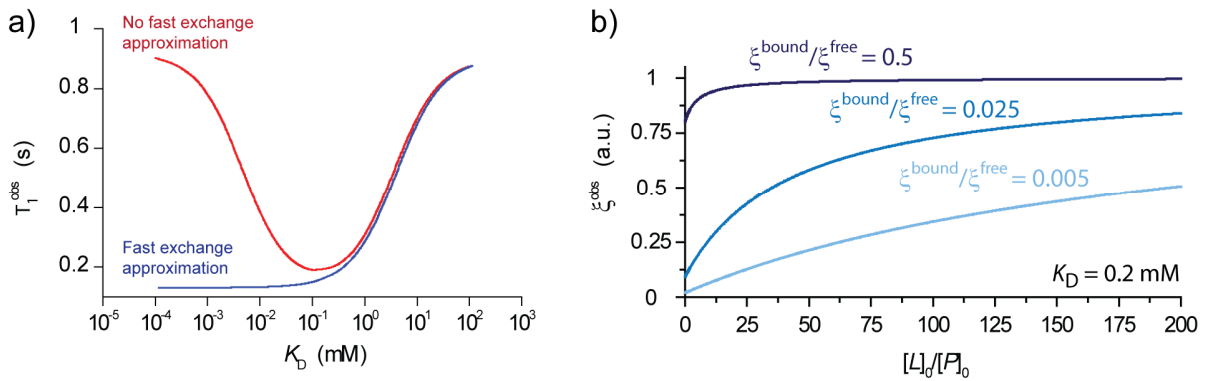 a)
No fast exchange
approximation
Fast exchange
approximation
T₁ᵒᵇˢ (s)
1
0.8
0.6
0.4
0.2
10⁻⁵ 10⁻⁴ 10⁻³ 10⁻² 10⁻¹ 10⁰ 10¹ 10² 10³
K_D (mM)
b)
ξᵇᵒᵘⁿᵈ/ξᶠʳᵉᵉ = 0.5
ξᵇᵒᵘⁿᵈ/ξᶠʳᵉᵉ = 0.025
ξᵇᵒᵘⁿᵈ/ξᶠʳᵉᵉ = 0.005
K_D = 0.2 mM
ξᵒᵇˢ (a.u.)
1
0.75
0.5
0.25
0
0 25 50 75 100 125 150 175 200
[L]₀/[P]₀